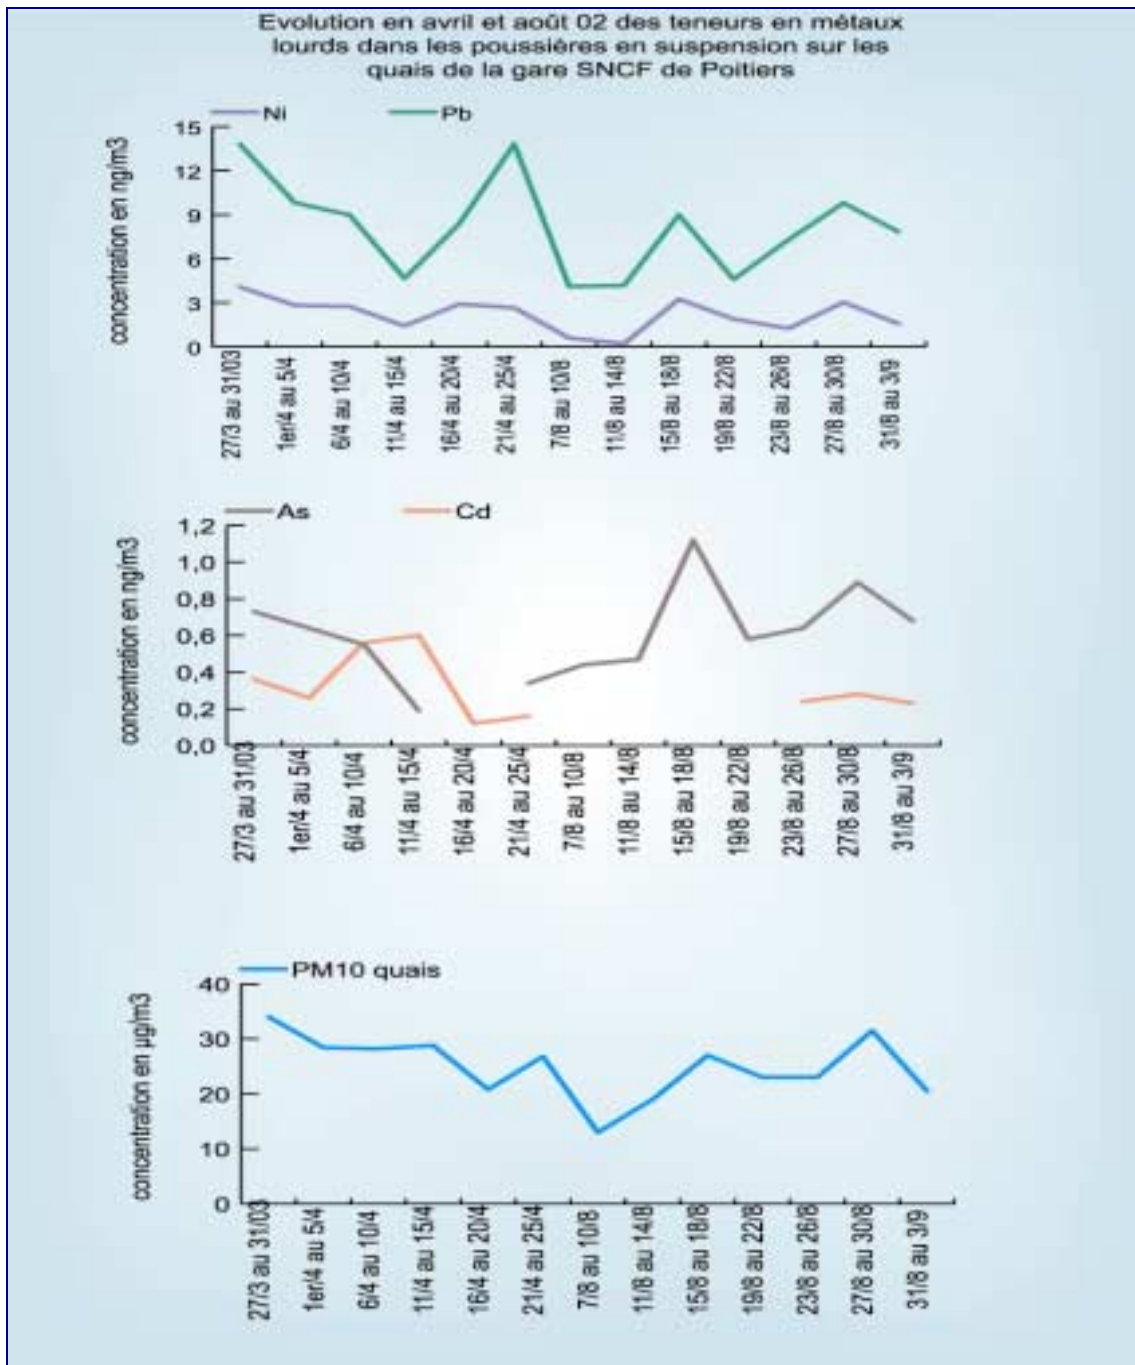 Evolution en avril et août 02 des teneurs en métaux
lourds dans les poussières en suspension sur les
quais de la gare SNCF de Poitiers
Ni Pb
concentration en ng/m3
15
12
9
6
3
0
27/3 au 31/03
1er/4 au 5/4
6/4 au 10/4
11/4 au 15/4
16/4 au 20/4
21/4 au 25/4
7/8 au 10/8
11/8 au 14/8
15/8 au 18/8
19/8 au 22/8
23/8 au 26/8
27/8 au 30/8
31/8 au 3/9
As Cd
concentration en ng/m3
1,2
1,0
0,8
0,6
0,4
0,2
0,0
27/3 au 31/03
1er/4 au 5/4
6/4 au 10/4
11/4 au 15/4
16/4 au 20/4
21/4 au 25/4
7/8 au 10/8
11/8 au 14/8
15/8 au 18/8
19/8 au 22/8
23/8 au 26/8
27/8 au 30/8
31/8 au 3/9
PM10 quais
concentration en µg/m3
40
30
20
10
0
27/3 au 31/03
1er/4 au 5/4
6/4 au 10/4
11/4 au 15/4
16/4 au 20/4
21/4 au 25/4
7/8 au 10/8
11/8 au 14/8
15/8 au 18/8
19/8 au 22/8
23/8 au 26/8
27/8 au 30/8
31/8 au 3/9